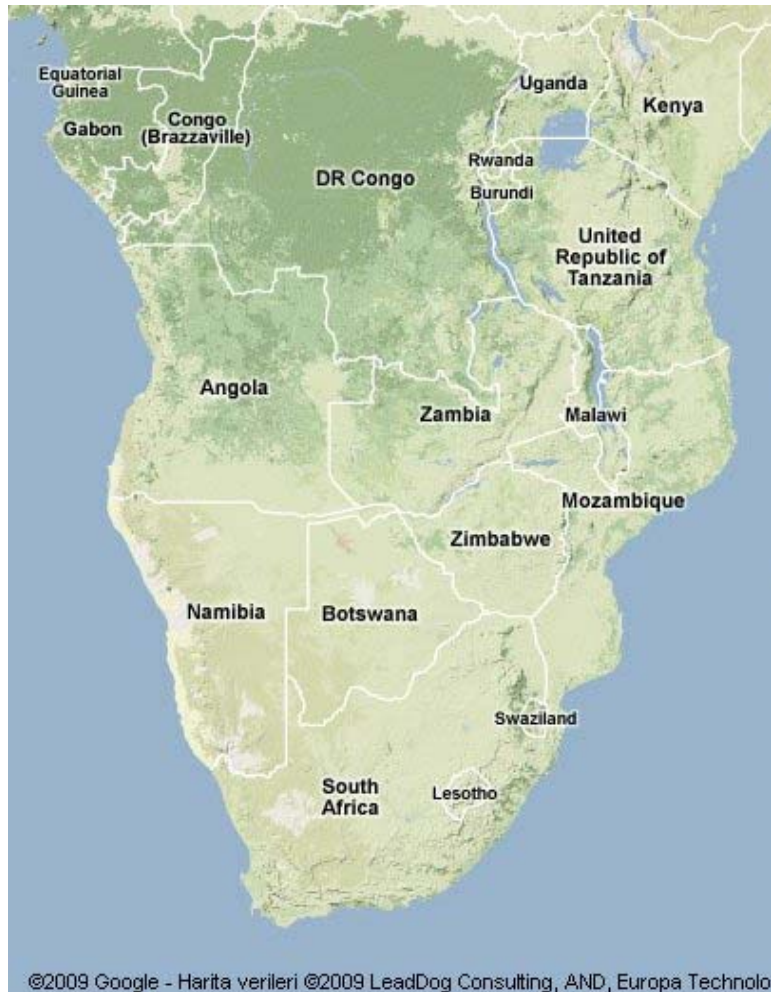 Equatorial
Guinea
Gabon
Congo
(Brazzaville)
DR Congo
Uganda
Kenya
Rwanda
Burundi
United
Republic of
Tanzania
Angola
Zambia
Malawi
Mozambique
Zimbabwe
Namibia
Botswana
Swaziland
South
Africa
Lesotho
©2009 Google - Harita verileri ©2009 LeadDog Consulting, AND, Europa Technolo